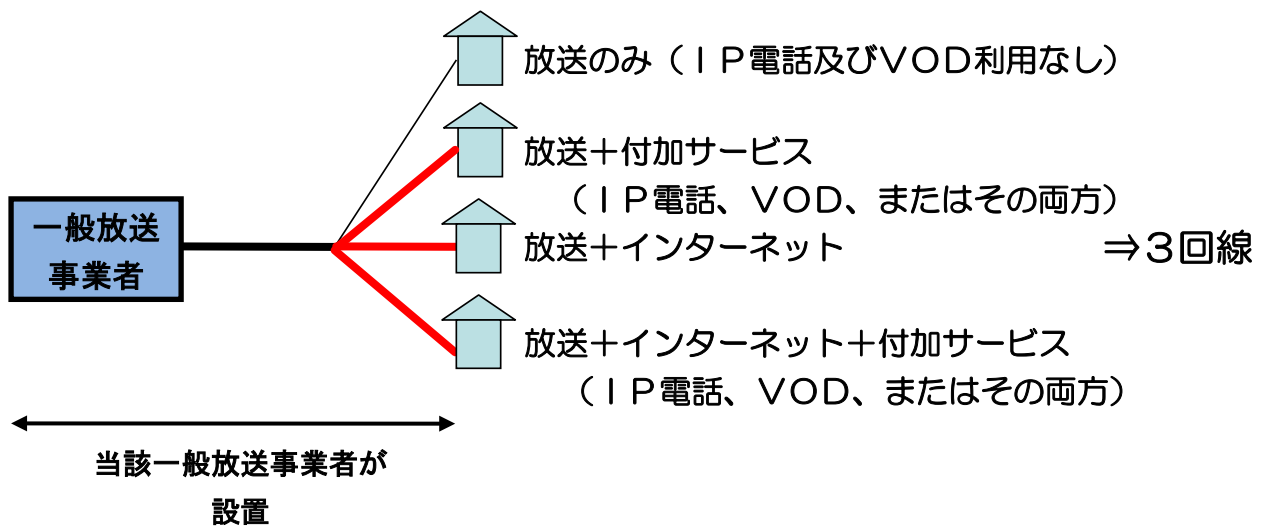 放送のみ（ＩＰ電話及びＶＯＤ利用なし）
放送＋付加サービス
（ＩＰ電話、ＶＯＤ、またはその両方）
一般放送
事業者
放送＋インターネット
⇒３回線
放送＋インターネット＋付加サービス
（ＩＰ電話、ＶＯＤ、またはその両方）
当該一般放送事業者が
設置